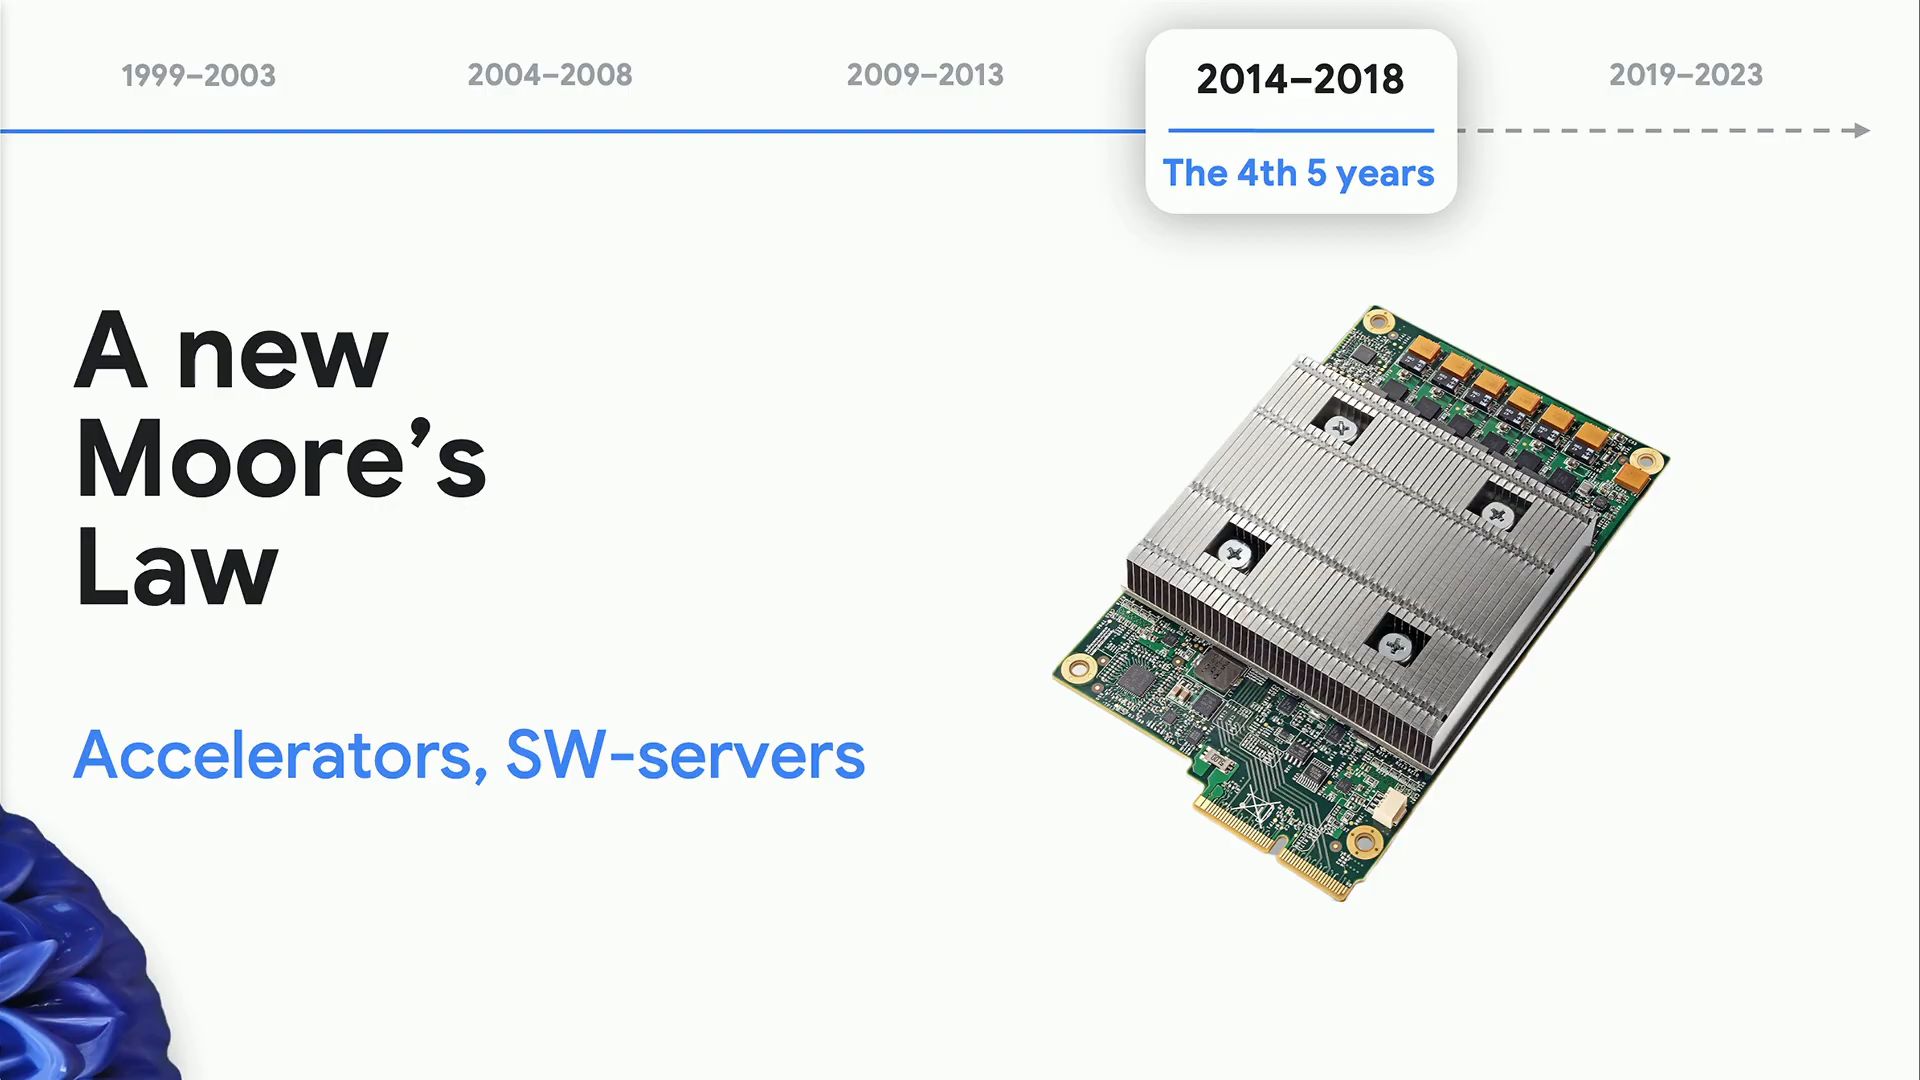 1999–2003
2004–2008
2009–2013
2014–2018
2019–2023
The 4th 5 years
A new
Moore’s
Law
Accelerators, SW-servers